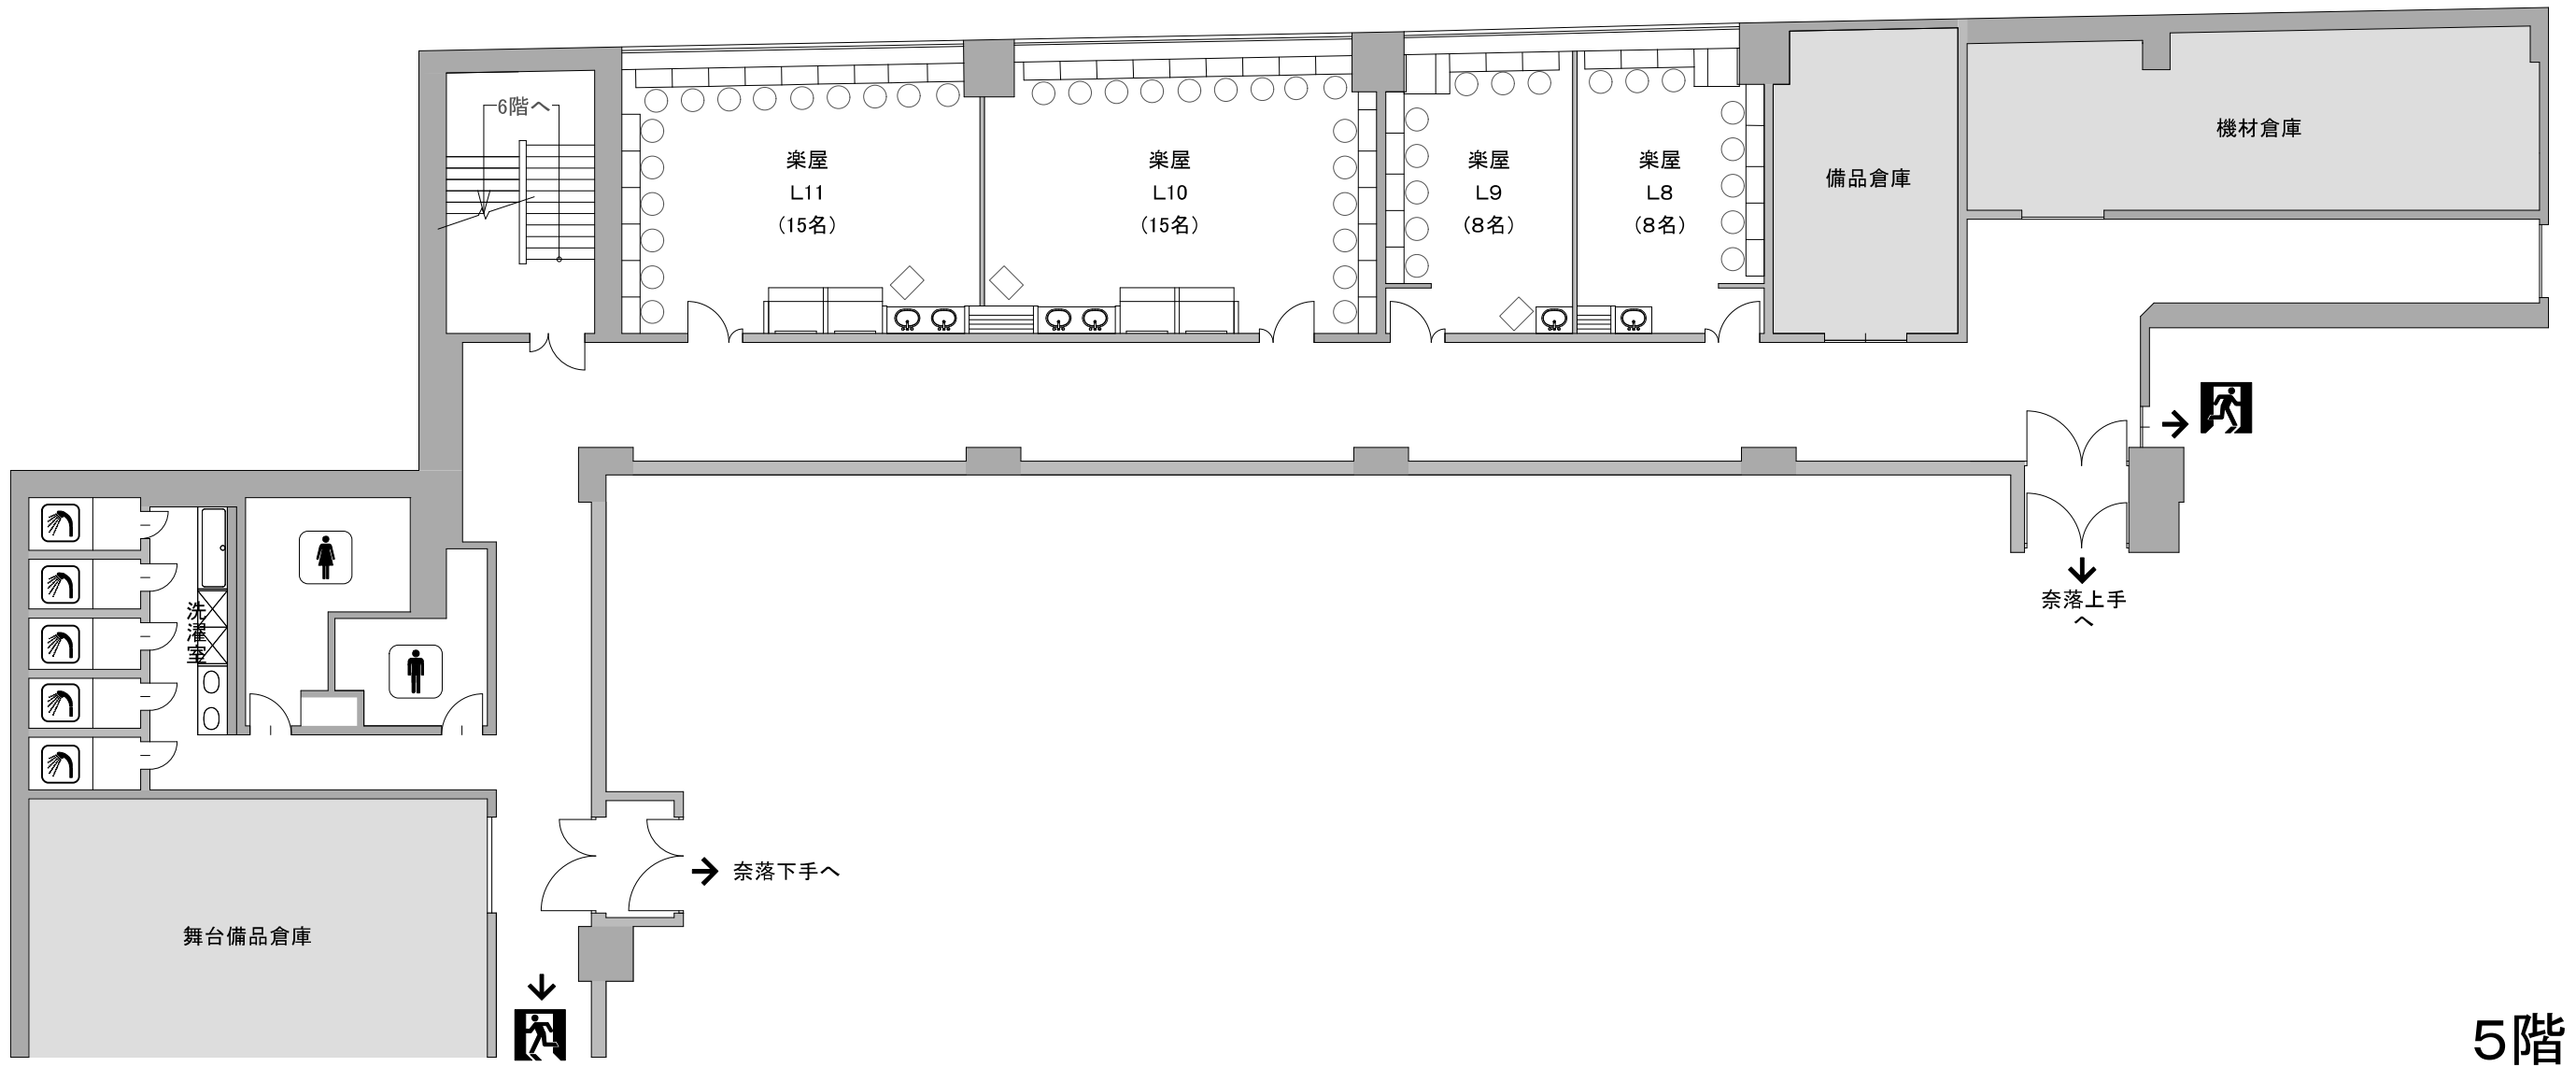 6階へ
楽屋
L11
(15名)
楽屋
L10
(15名)
楽屋
L9
(8名)
楽屋
L8
(8名)
備品倉庫
機材倉庫
奈落上手
へ
洗濯室
奈落下手へ
舞台備品倉庫
5階